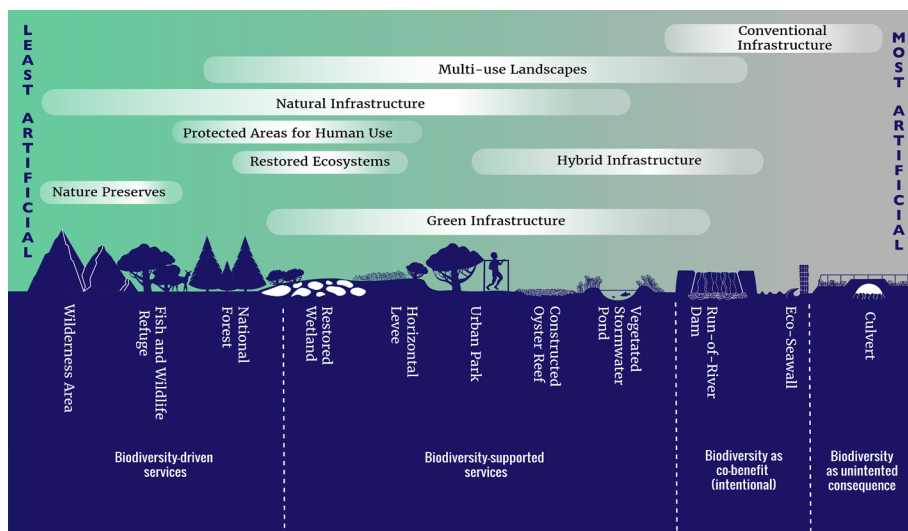 LEAST ARTIFICIAL
MOST ARTIFICIAL
Conventional
Infrastructure
Multi-use Landscapes
Natural Infrastructure
Protected Areas for Human Use
Restored Ecosystems
Hybrid Infrastructure
Nature Preserves
Green Infrastructure
Wilderness Area
Fish and Wildlife
Refuge
National
Forest
Restored
Wetland
Horizontal
Levee
Urban Park
Constructed
Oyster Reef
Vegetated
Stormwater
Pond
Run-of-River
Dam
Eco-Seawall
Culvert
Biodiversity-driven
services
Biodiversity-supported
services
Biodiversity as
co-benefit
(intentional)
Biodiversity
as unintented
consequence